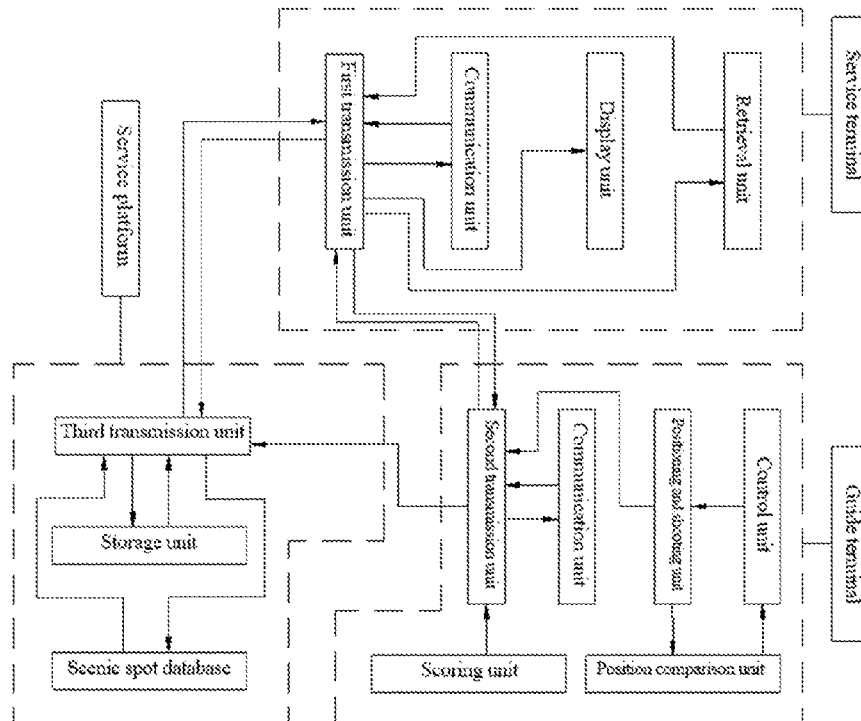 Service terminal
First transmission unit
Communication unit
Display unit
Retrieval unit
Service platform
Third transmission unit
Storage unit
Scenic spot database
Second transmission unit
Communication unit
Positioning and shooting unit
Control unit
Guide terminal
Scoring unit
Position comparison unit